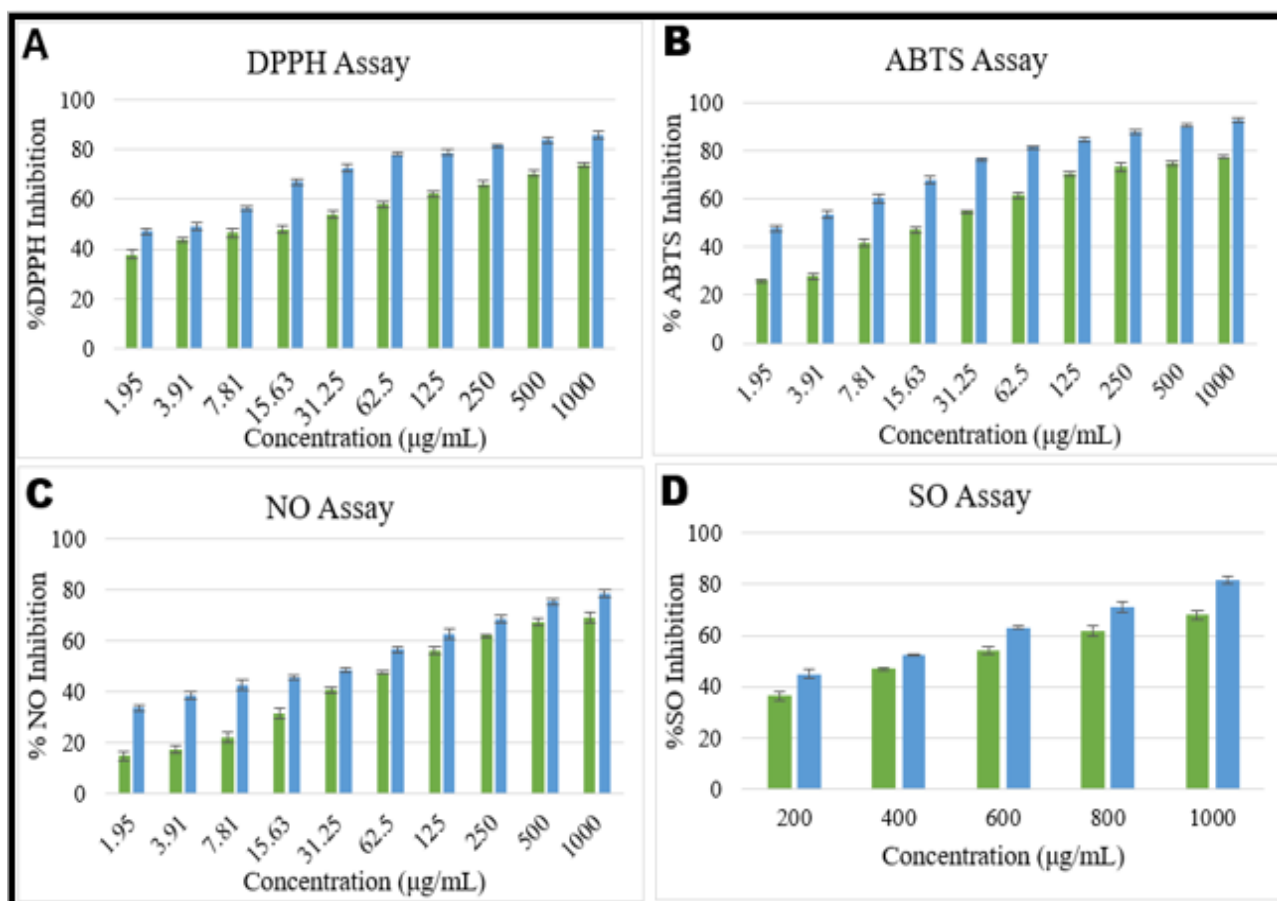 A
DPPH Assay
%DPPH Inhibition
100
80
60
40
20
0
1.95 3.91 7.81 15.63 31.25 62.5 125 250 500 1000
Concentration (µg/mL)
B
ABTS Assay
% ABTS Inhibition
100
80
60
40
20
0
1.95 3.91 7.81 15.63 31.25 62.5 125 250 500 1000
Concentration (µg/mL)
C
NO Assay
% NO Inhibition
100
80
60
40
20
0
1.95 3.91 7.81 15.63 31.25 62.5 125 250 500 1000
Concentration (µg/mL)
D
SO Assay
%SO Inhibition
100
80
60
40
20
0
200 400 600 800 1000
Concentration (µg/mL)